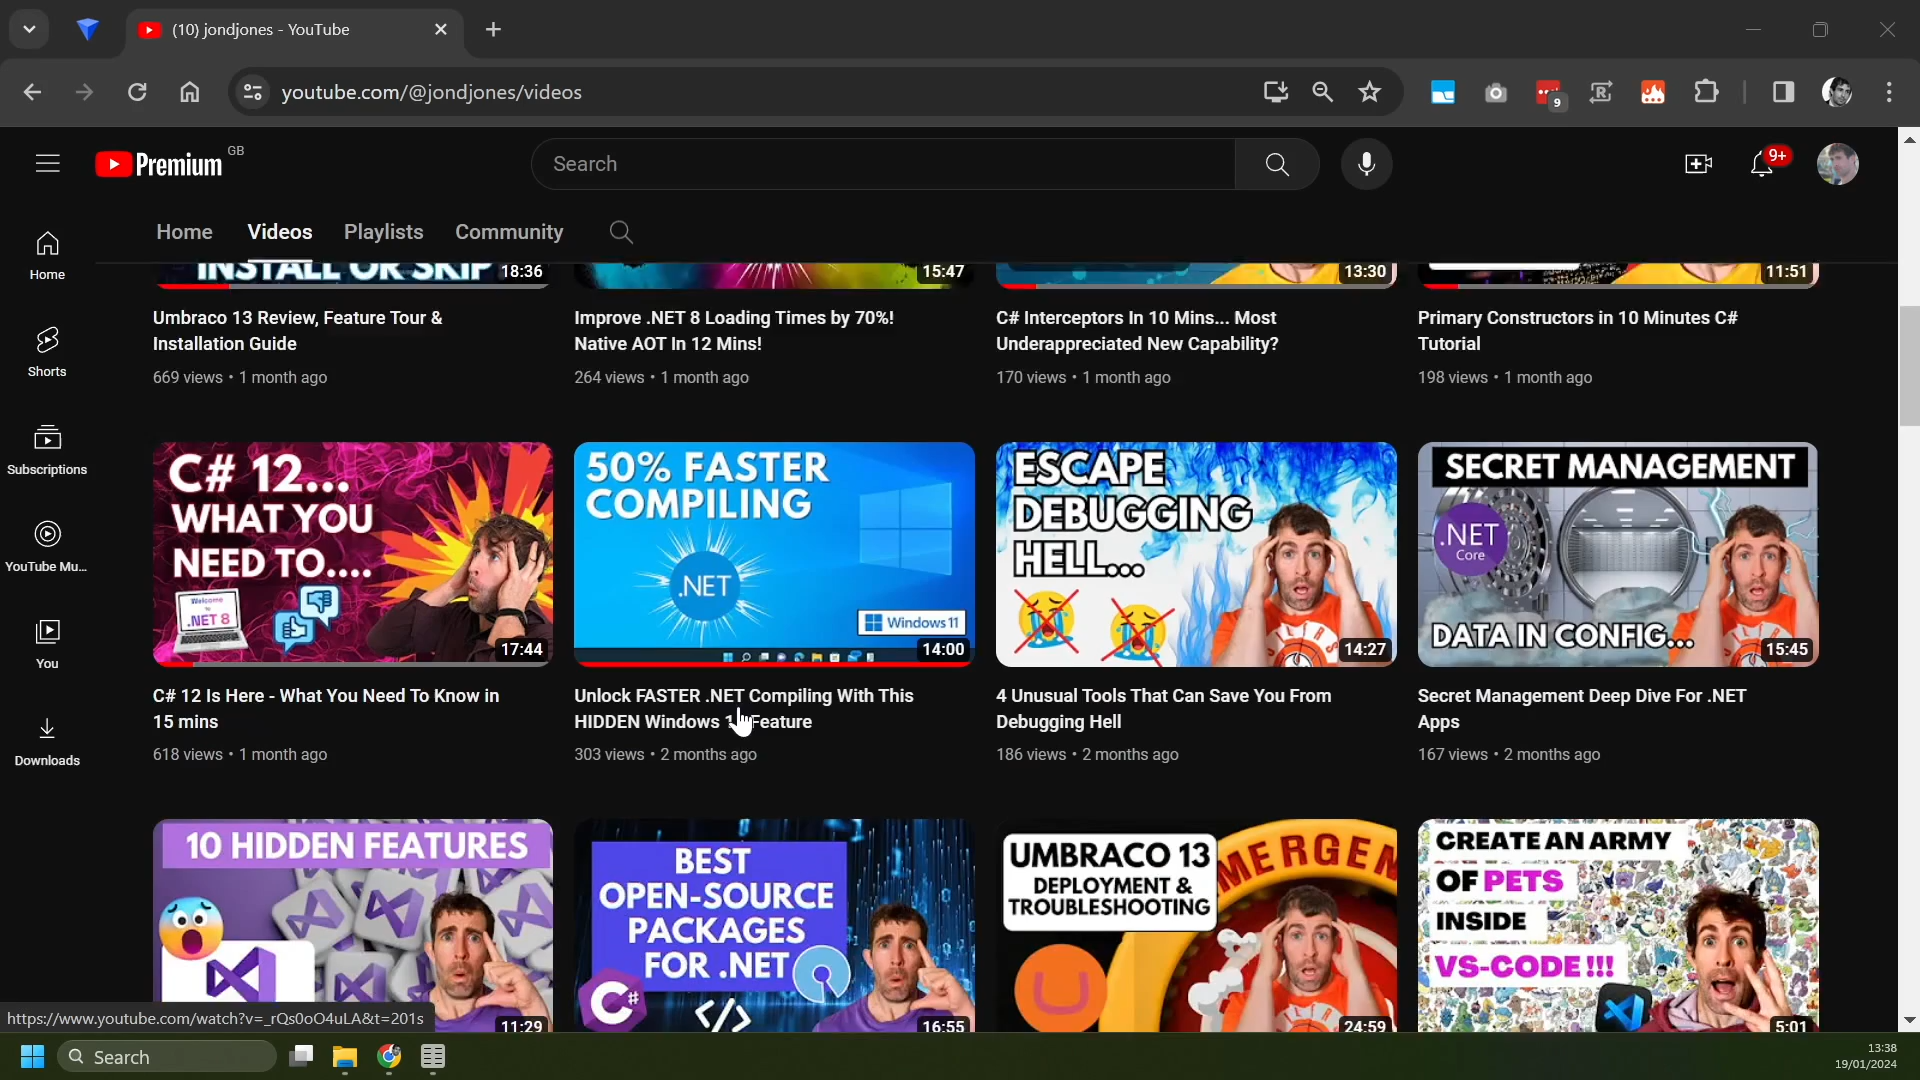 (10) jondjones - YouTube
youtube.com/@jondjones/videos
9
Premium
GB
Search
9+
Home
Videos
Playlists
Community
Home
Shorts
Subscriptions
YouTube Mu...
You
Downloads
INSTALL OR SKIP
18:36
15:47
13:30
11:51
Umbraco 13 Review, Feature Tour &
Installation Guide
669 views • 1 month ago
Improve .NET 8 Loading Times by 70%!
Native AOT In 12 Mins!
264 views • 1 month ago
C# Interceptors In 10 Mins... Most
Underappreciated New Capability?
170 views • 1 month ago
Primary Constructors in 10 Minutes C#
Tutorial
198 views • 1 month ago
C# 12...
WHAT YOU
NEED TO....
Welcome
to
.NET 8
17:44
C# 12 Is Here - What You Need To Know in
15 mins
618 views • 1 month ago
50% FASTER
COMPILING
.NET
Windows 11
14:00
Unlock FASTER .NET Compiling With This
HIDDEN Windows Feature
303 views • 2 months ago
ESCAPE
DEBUGGING
HELL...
14:27
4 Unusual Tools That Can Save You From
Debugging Hell
186 views • 2 months ago
SECRET MANAGEMENT
.NET
Core
DATA IN CONFIG...
15:45
Secret Management Deep Dive For .NET
Apps
167 views • 2 months ago
10 HIDDEN FEATURES
11:29
BEST
OPEN-SOURCE
PACKAGES
FOR .NET
C#
</>
16:55
UMBRACO 13
DEPLOYMENT &
TROUBLESHOOTING
MERGEN
24:59
CREATE AN ARMY
OF PETS
INSIDE
VS-CODE!!!
5:01
https://www.youtube.com/watch?v=_rQs0oO4uLA&t=201s
Search
13:38
19/01/2024